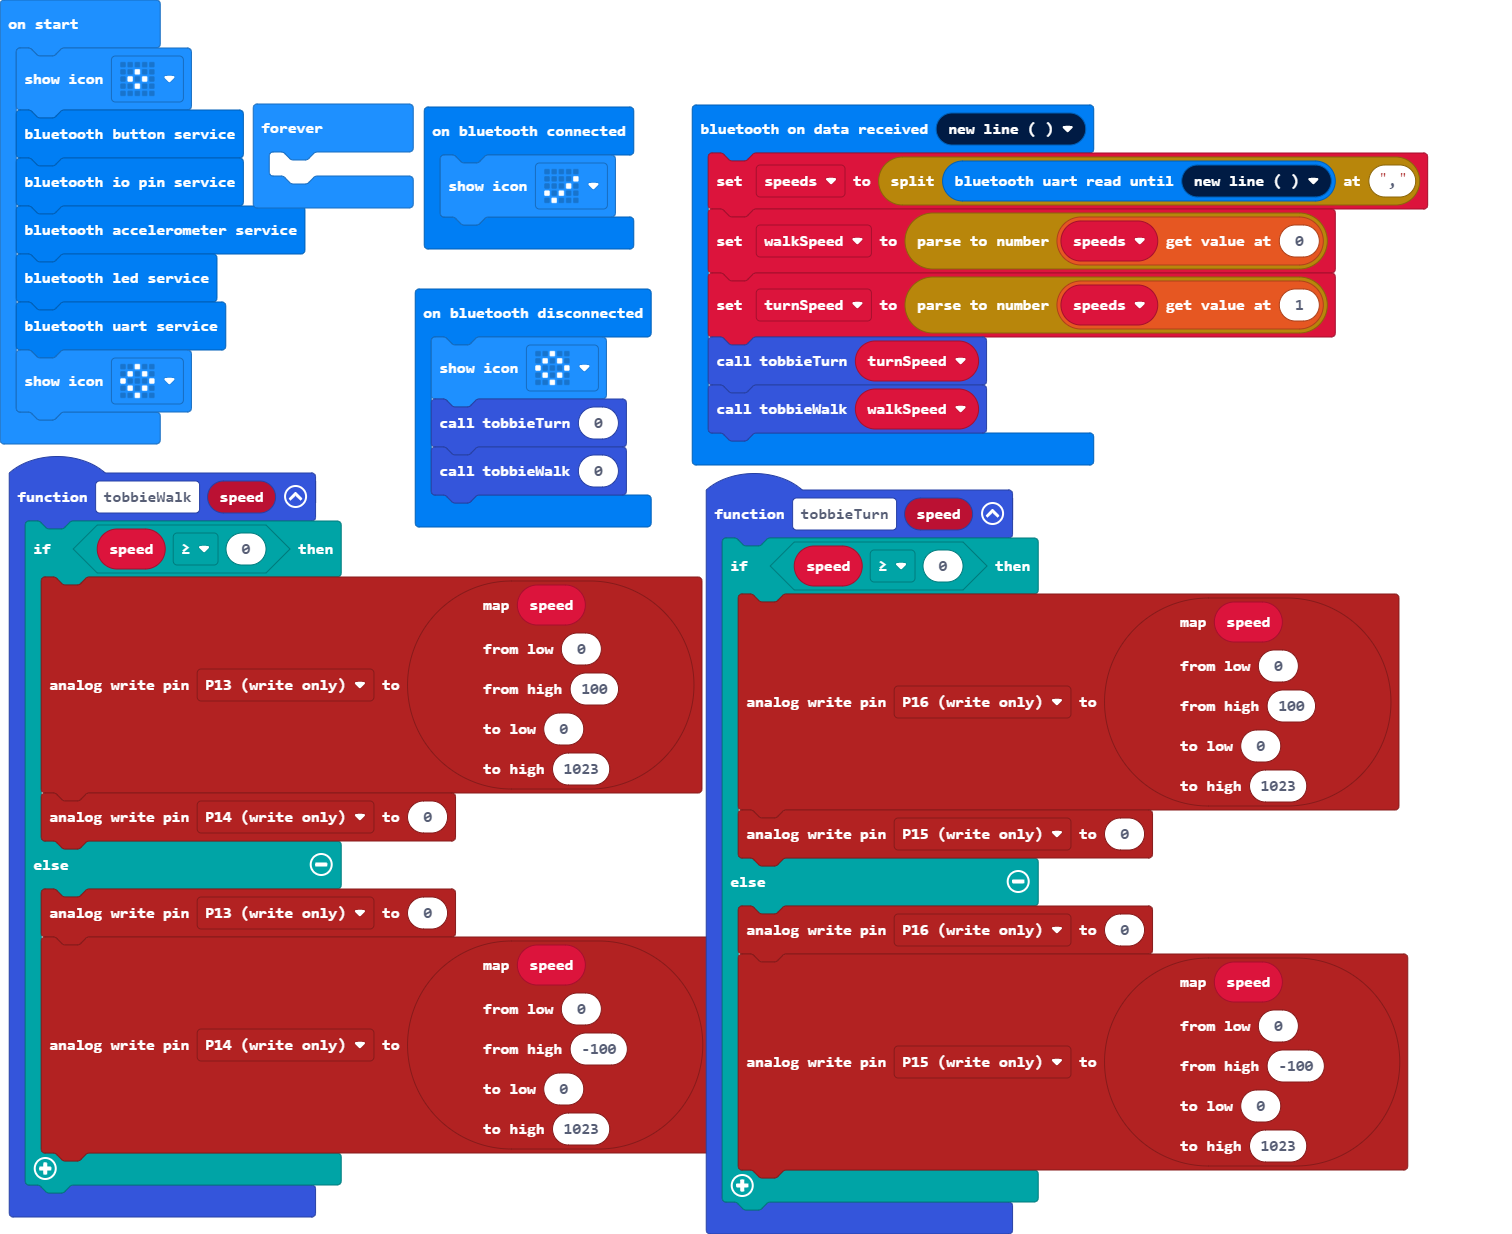 on start
show icon
bluetooth button service
bluetooth io pin service
bluetooth accelerometer service
bluetooth led service
bluetooth uart service
show icon
forever
on bluetooth connected
show icon
on bluetooth disconnected
show icon
call tobbieTurn 0
call tobbieWalk 0
bluetooth on data received new line ( )
set speeds to split bluetooth uart read until new line ( ) at ","
set walkSpeed to parse to number speeds get value at 0
set turnSpeed to parse to number speeds get value at 1
call tobbieTurn turnSpeed
call tobbieWalk walkSpeed
function tobbieWalk speed
if speed ≥ 0 then
map speed
from low 0
analog write pin P13 (write only) to from high 100
to low 0
to high 1023
analog write pin P14 (write only) to 0
else
analog write pin P13 (write only) to 0
map speed
from low 0
analog write pin P14 (write only) to from high -100
to low 0
to high 1023
function tobbieTurn speed
if speed ≥ 0 then
map speed
from low 0
analog write pin P16 (write only) to from high 100
to low 0
to high 1023
analog write pin P15 (write only) to 0
else
analog write pin P16 (write only) to 0
map speed
from low 0
analog write pin P15 (write only) to from high -100
to low 0
to high 1023